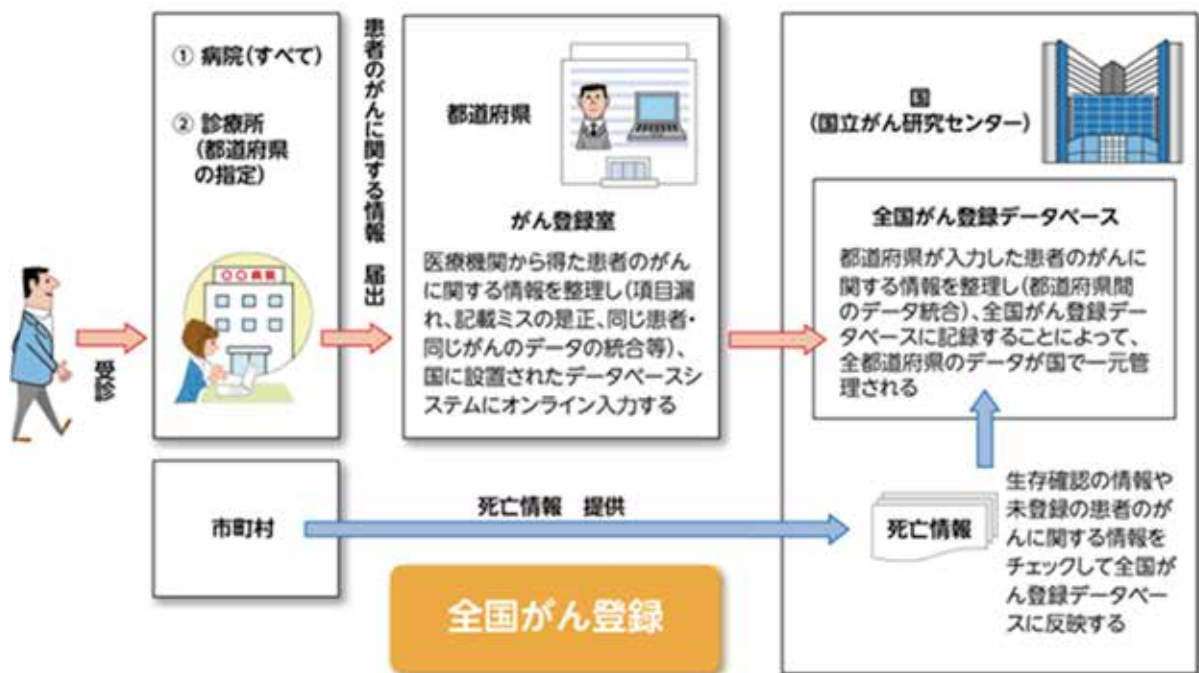 ① 病院(すべて)
② 診療所
(都道府県
の指定)
〇〇病院
受診
患者のがんに関する情報 届出
都道府県
がん登録室
医療機関から得た患者のがん
に関する情報を整理し(項目漏
れ、記載ミスの是正、同じ患者・
同じがんのデータの統合等)、
国に設置されたデータベースシ
ステムにオンライン入力する
国
(国立がん研究センター)
全国がん登録データベース
都道府県が入力した患者のがんに
関する情報を整理し(都道府県間
のデータ統合)、全国がん登録デー
タベースに記録することによって、
全都道府県のデータが国で一元管
理される
市町村
死亡情報 提供
死亡情報
生存確認の情報や
未登録の患者のが
んに関する情報を
チェックして全国が
ん登録データベー
スに反映する
全国がん登録